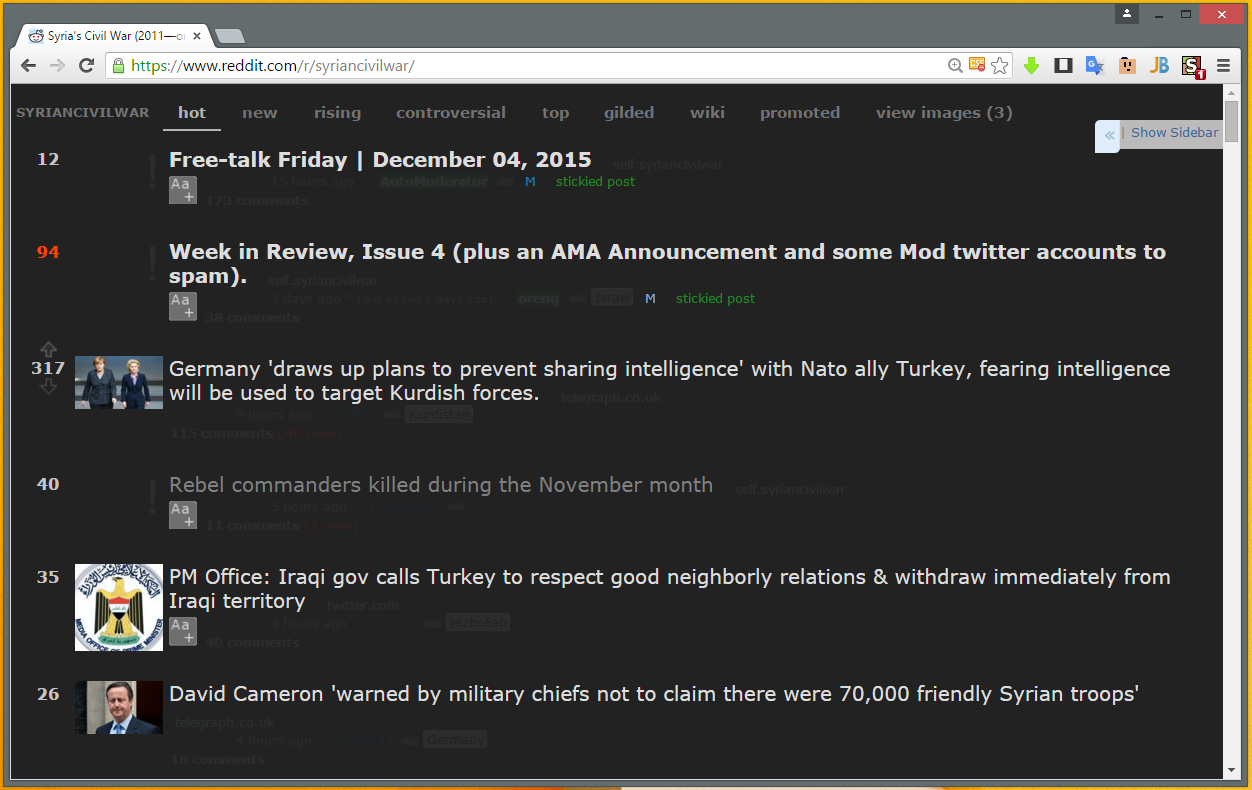 Syria's Civil War (2011—o
https://www.reddit.com/r/syriancivilwar/
JB
S
1
SYRIANCIVILWAR hot new rising controversial top gilded wiki promoted view images (3)
« | Show Sidebar
12 Free-talk Friday | December 04, 2015 self.syriancivilwar
Aa+ 15 hours ago AutoModerator M stickied post
173 comments
94 Week in Review, Issue 4 (plus an AMA Announcement and some Mod twitter accounts to
spam). self.syriancivilwar
Aa+ 2 days ago * (last edited 2 days ago) oreng Israel M stickied post
38 comments
317 Germany 'draws up plans to prevent sharing intelligence' with Nato ally Turkey, fearing intelligence
will be used to target Kurdish forces. telegraph.co.uk
9 hours ago Kurdistan
115 comments (49 new)
40 Rebel commanders killed during the November month self.syriancivilwar
Aa+ 5 hours ago
11 comments
35 PM Office: Iraqi gov calls Turkey to respect good neighborly relations & withdraw immediately from
Iraqi territory twitter.com
MEDIA OFFICE OF PRIME MINISTER
Aa+ 4 hours ago Hizbollah
40 comments
26 David Cameron 'warned by military chiefs not to claim there were 70,000 friendly Syrian troops'
telegraph.co.uk
4 hours ago Germany
18 comments